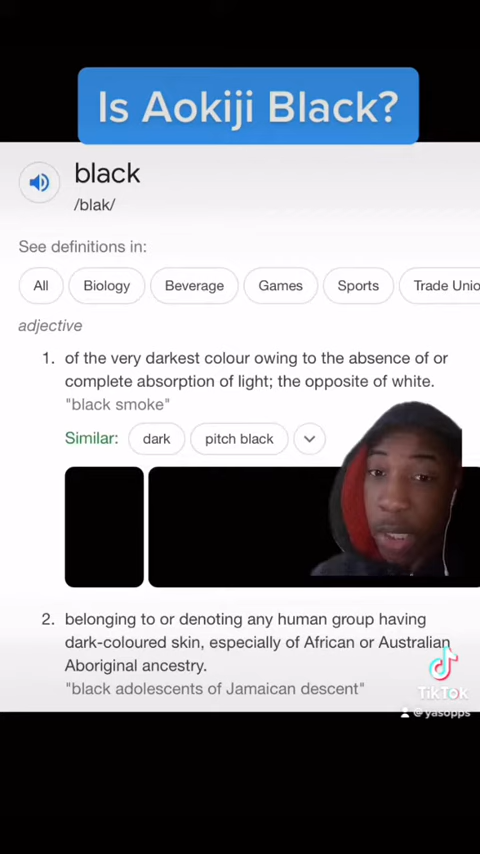 Is Aokiji Black?
black
/blak/
See definitions in:
All
Biology
Beverage
Games
Sports
Trade Unio
adjective
1. of the very darkest colour owing to the absence of or
complete absorption of light; the opposite of white.
"black smoke"
Similar:
dark
pitch black
2. belonging to or denoting any human group having
dark-coloured skin, especially of African or Australian
Aboriginal ancestry.
"black adolescents of Jamaican descent"
TikTok
@yasopps